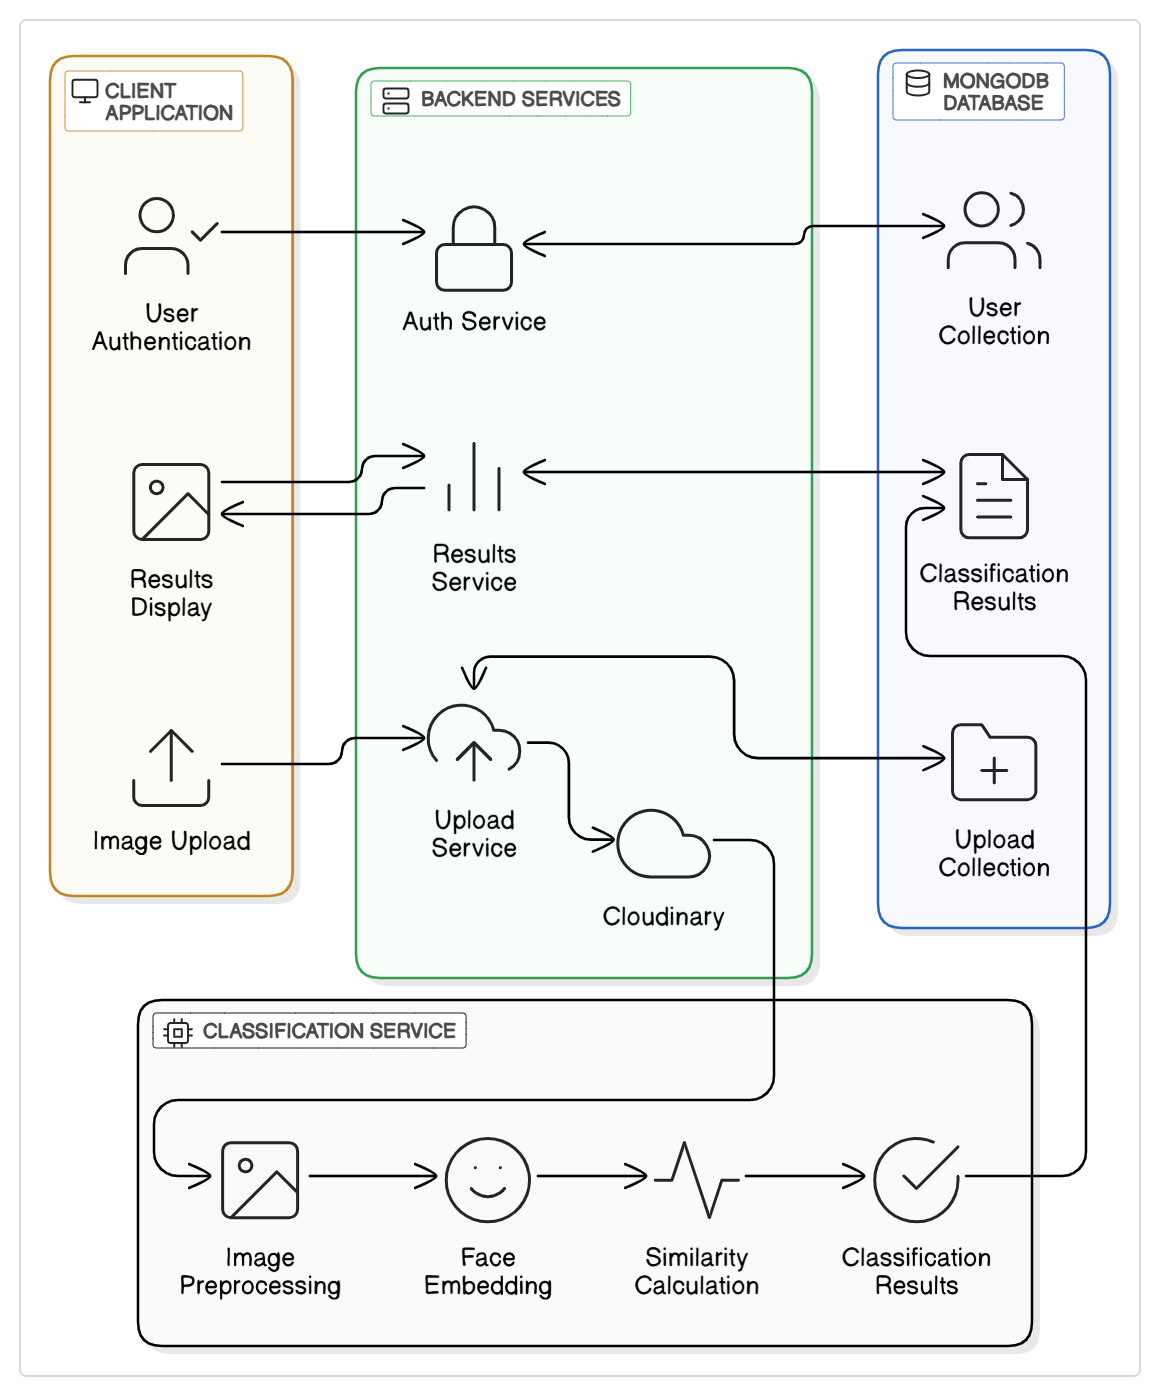 CLIENT
APPLICATION
User
Authentication
Results
Display
Image Upload
BACKEND SERVICES
Auth Service
Results
Service
Upload
Service
Cloudinary
MONGODB
DATABASE
User
Collection
Classification
Results
Upload
Collection
CLASSIFICATION SERVICE
Image
Preprocessing
Face
Embedding
Similarity
Calculation
Classification
Results